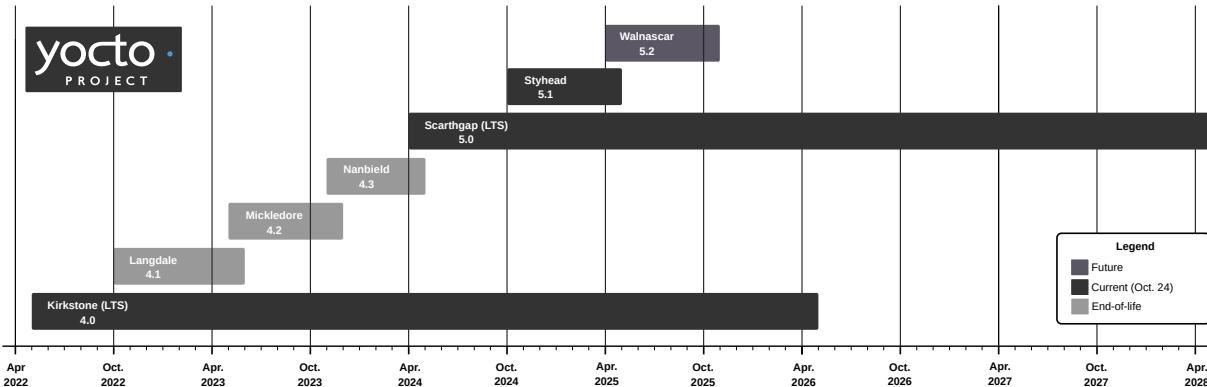 yocto
PROJECT
Walnascar
5.2
Styhead
5.1
Scarthgap (LTS)
5.0
Nanbield
4.3
Mickledore
4.2
Langdale
4.1
Kirkstone (LTS)
4.0
Legend
Future
Current (Oct. 24)
End-of-life
Apr Oct. Apr. Oct. Apr. Oct. Apr. Oct. Apr. Oct. Apr. Oct. Apr.
2022 2022 2023 2023 2024 2024 2025 2025 2026 2026 2027 2027 2028